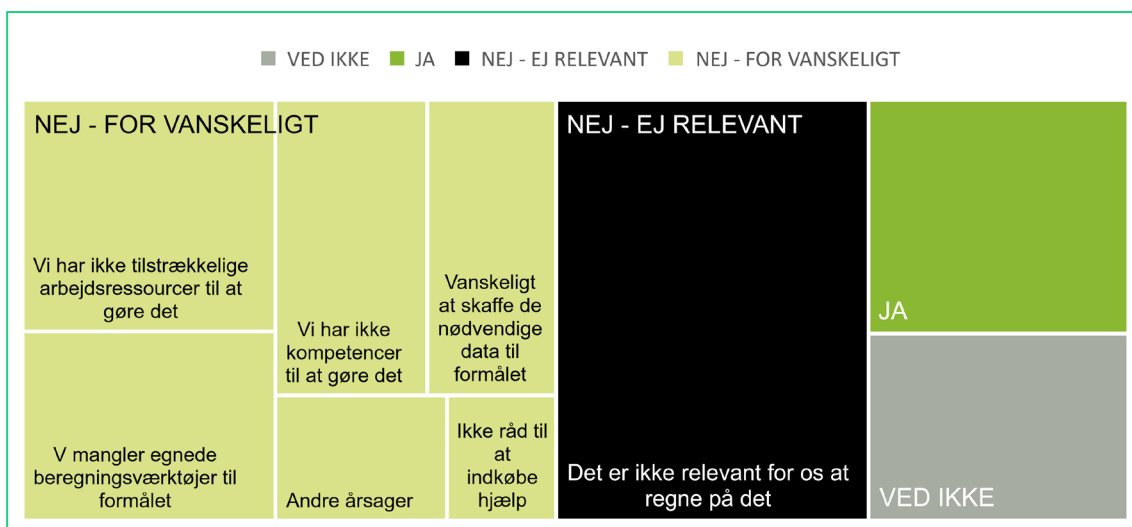 VED IKKE JA NEJ - EJ RELEVANT NEJ - FOR VANSKELIGT
NEJ - FOR VANSKELIGT
Vi har ikke tilstrækkelige
arbejdsressourcer til at
gøre det
V mangler egnede
beregningsværktøjer til
formålet
Vi har ikke
kompetencer
til at gøre det
Vanskeligt
at skaffe de
nødvendige
data til
formålet
Andre årsager
Ikke råd til
at
indkøbe
hjælp
NEJ - EJ RELEVANT
Det er ikke relevant for os at
regne på det
JA
VED IKKE